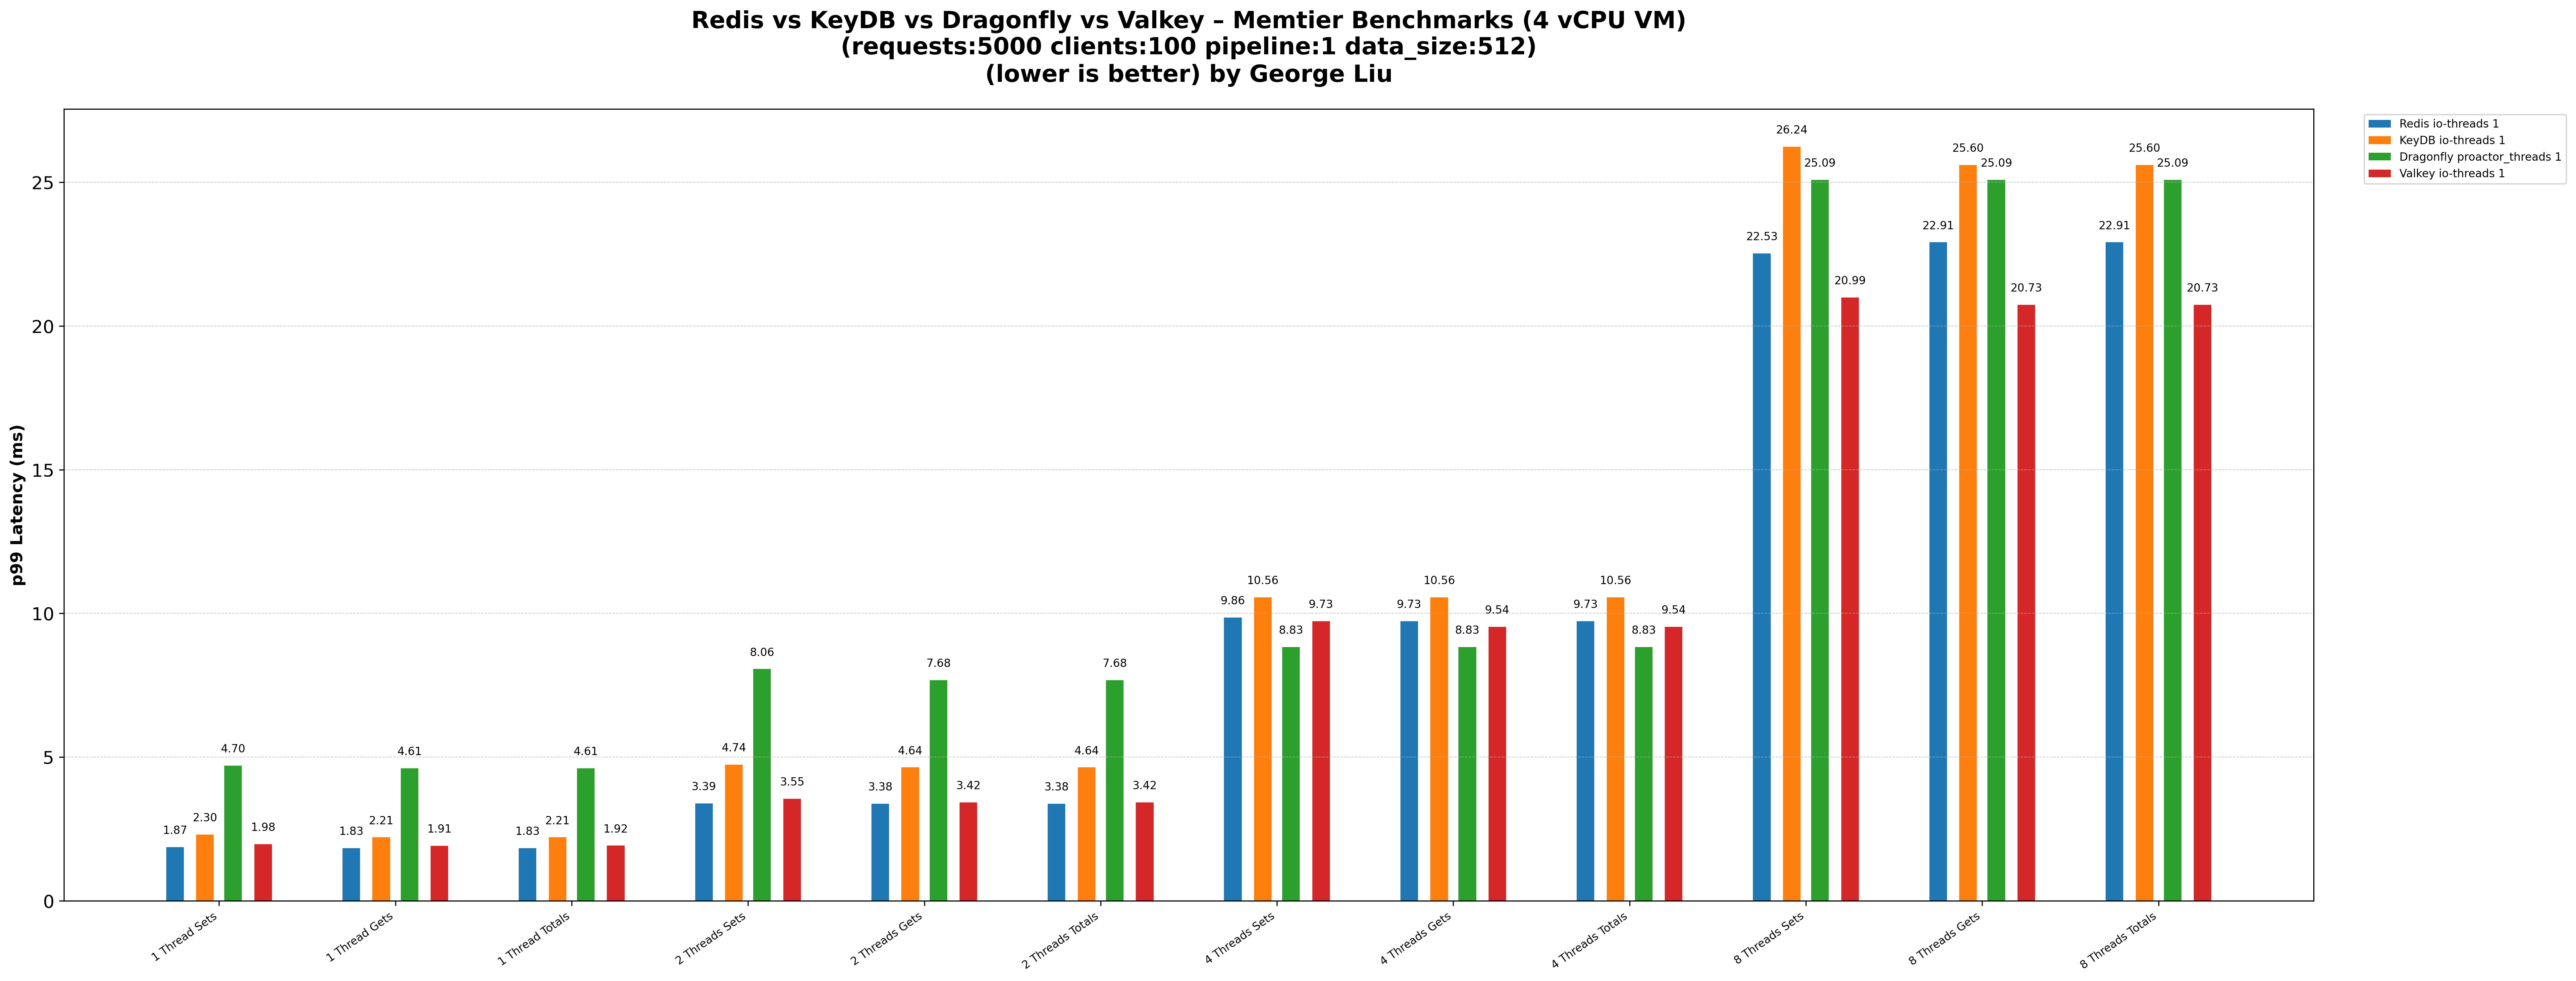 Redis vs KeyDB vs Dragonfly vs Valkey – Memtier Benchmarks (4 vCPU VM)
(requests:5000 clients:100 pipeline:1 data_size:512)
(lower is better) by George Liu
Redis io-threads 1
KeyDB io-threads 1
Dragonfly proactor_threads 1
Valkey io-threads 1
p99 Latency (ms)
25
20
15
10
5
0
1.87 2.30 4.70 1.98
1.83 2.21 4.61 1.91
1.83 2.21 4.61 1.92
3.39 4.74 8.06 3.55
3.38 4.64 7.68 3.42
3.38 4.64 7.68 3.42
9.86 10.56 8.83 9.73
9.73 10.56 8.83 9.54
9.73 10.56 8.83 9.54
22.53 26.24 25.09 20.99
22.91 25.60 25.09 20.73
22.91 25.60 25.09 20.73
1 Thread Sets
1 Thread Gets
1 Thread Totals
2 Threads Sets
2 Threads Gets
2 Threads Totals
4 Threads Sets
4 Threads Gets
4 Threads Totals
8 Threads Sets
8 Threads Gets
8 Threads Totals